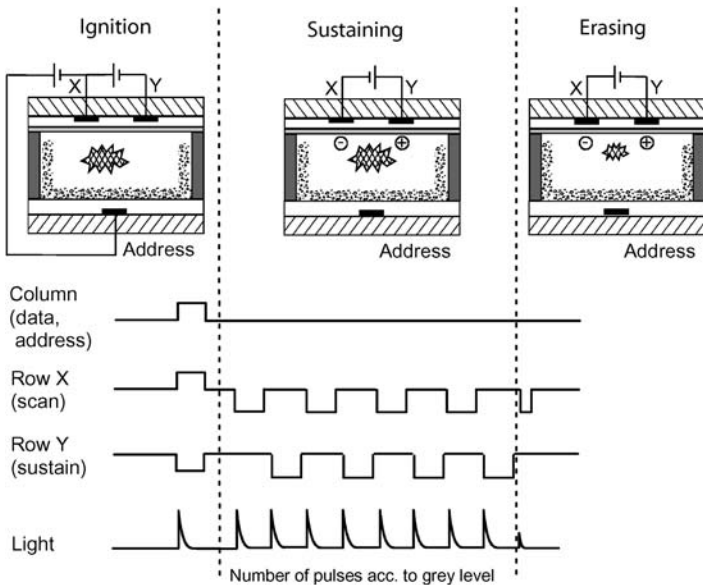 Ignition
Sustaining
Erasing
X
Y
X
Y
X
Y
−
+
−
+
Address
Address
Address
Column
(data,
address)
Row X
(scan)
Row Y
(sustain)
Light
Number of pulses acc. to grey level